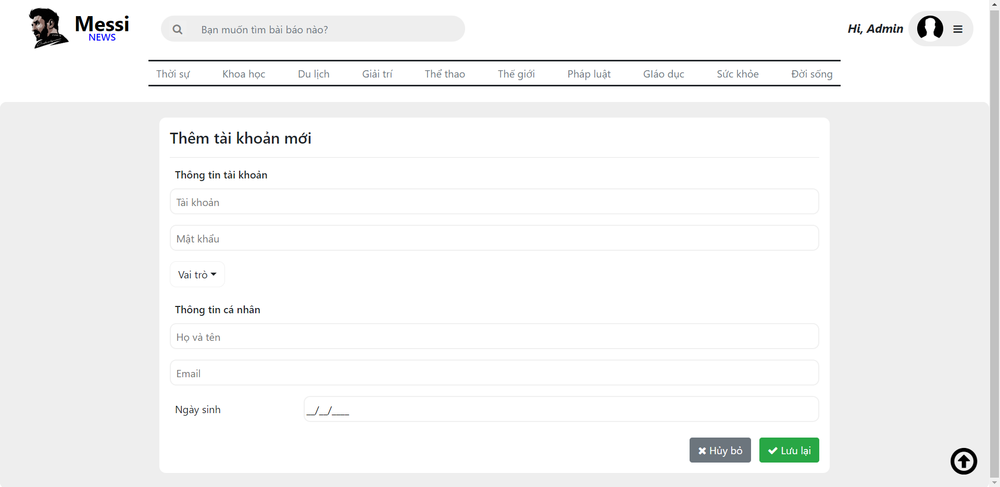 Messi
NEWS
Bạn muốn tìm bài báo nào?
Hi, Admin
Thời sự Khoa học Du lịch Giải trí Thể thao Thế giới Pháp luật GIáo dục Sức khỏe Đời sống
Thêm tài khoản mới
Thông tin tài khoản
Tài khoản
Mật khẩu
Vai trò
Thông tin cá nhân
Họ và tên
Email
Ngày sinh __/__/____
Hủy bỏ Lưu lại